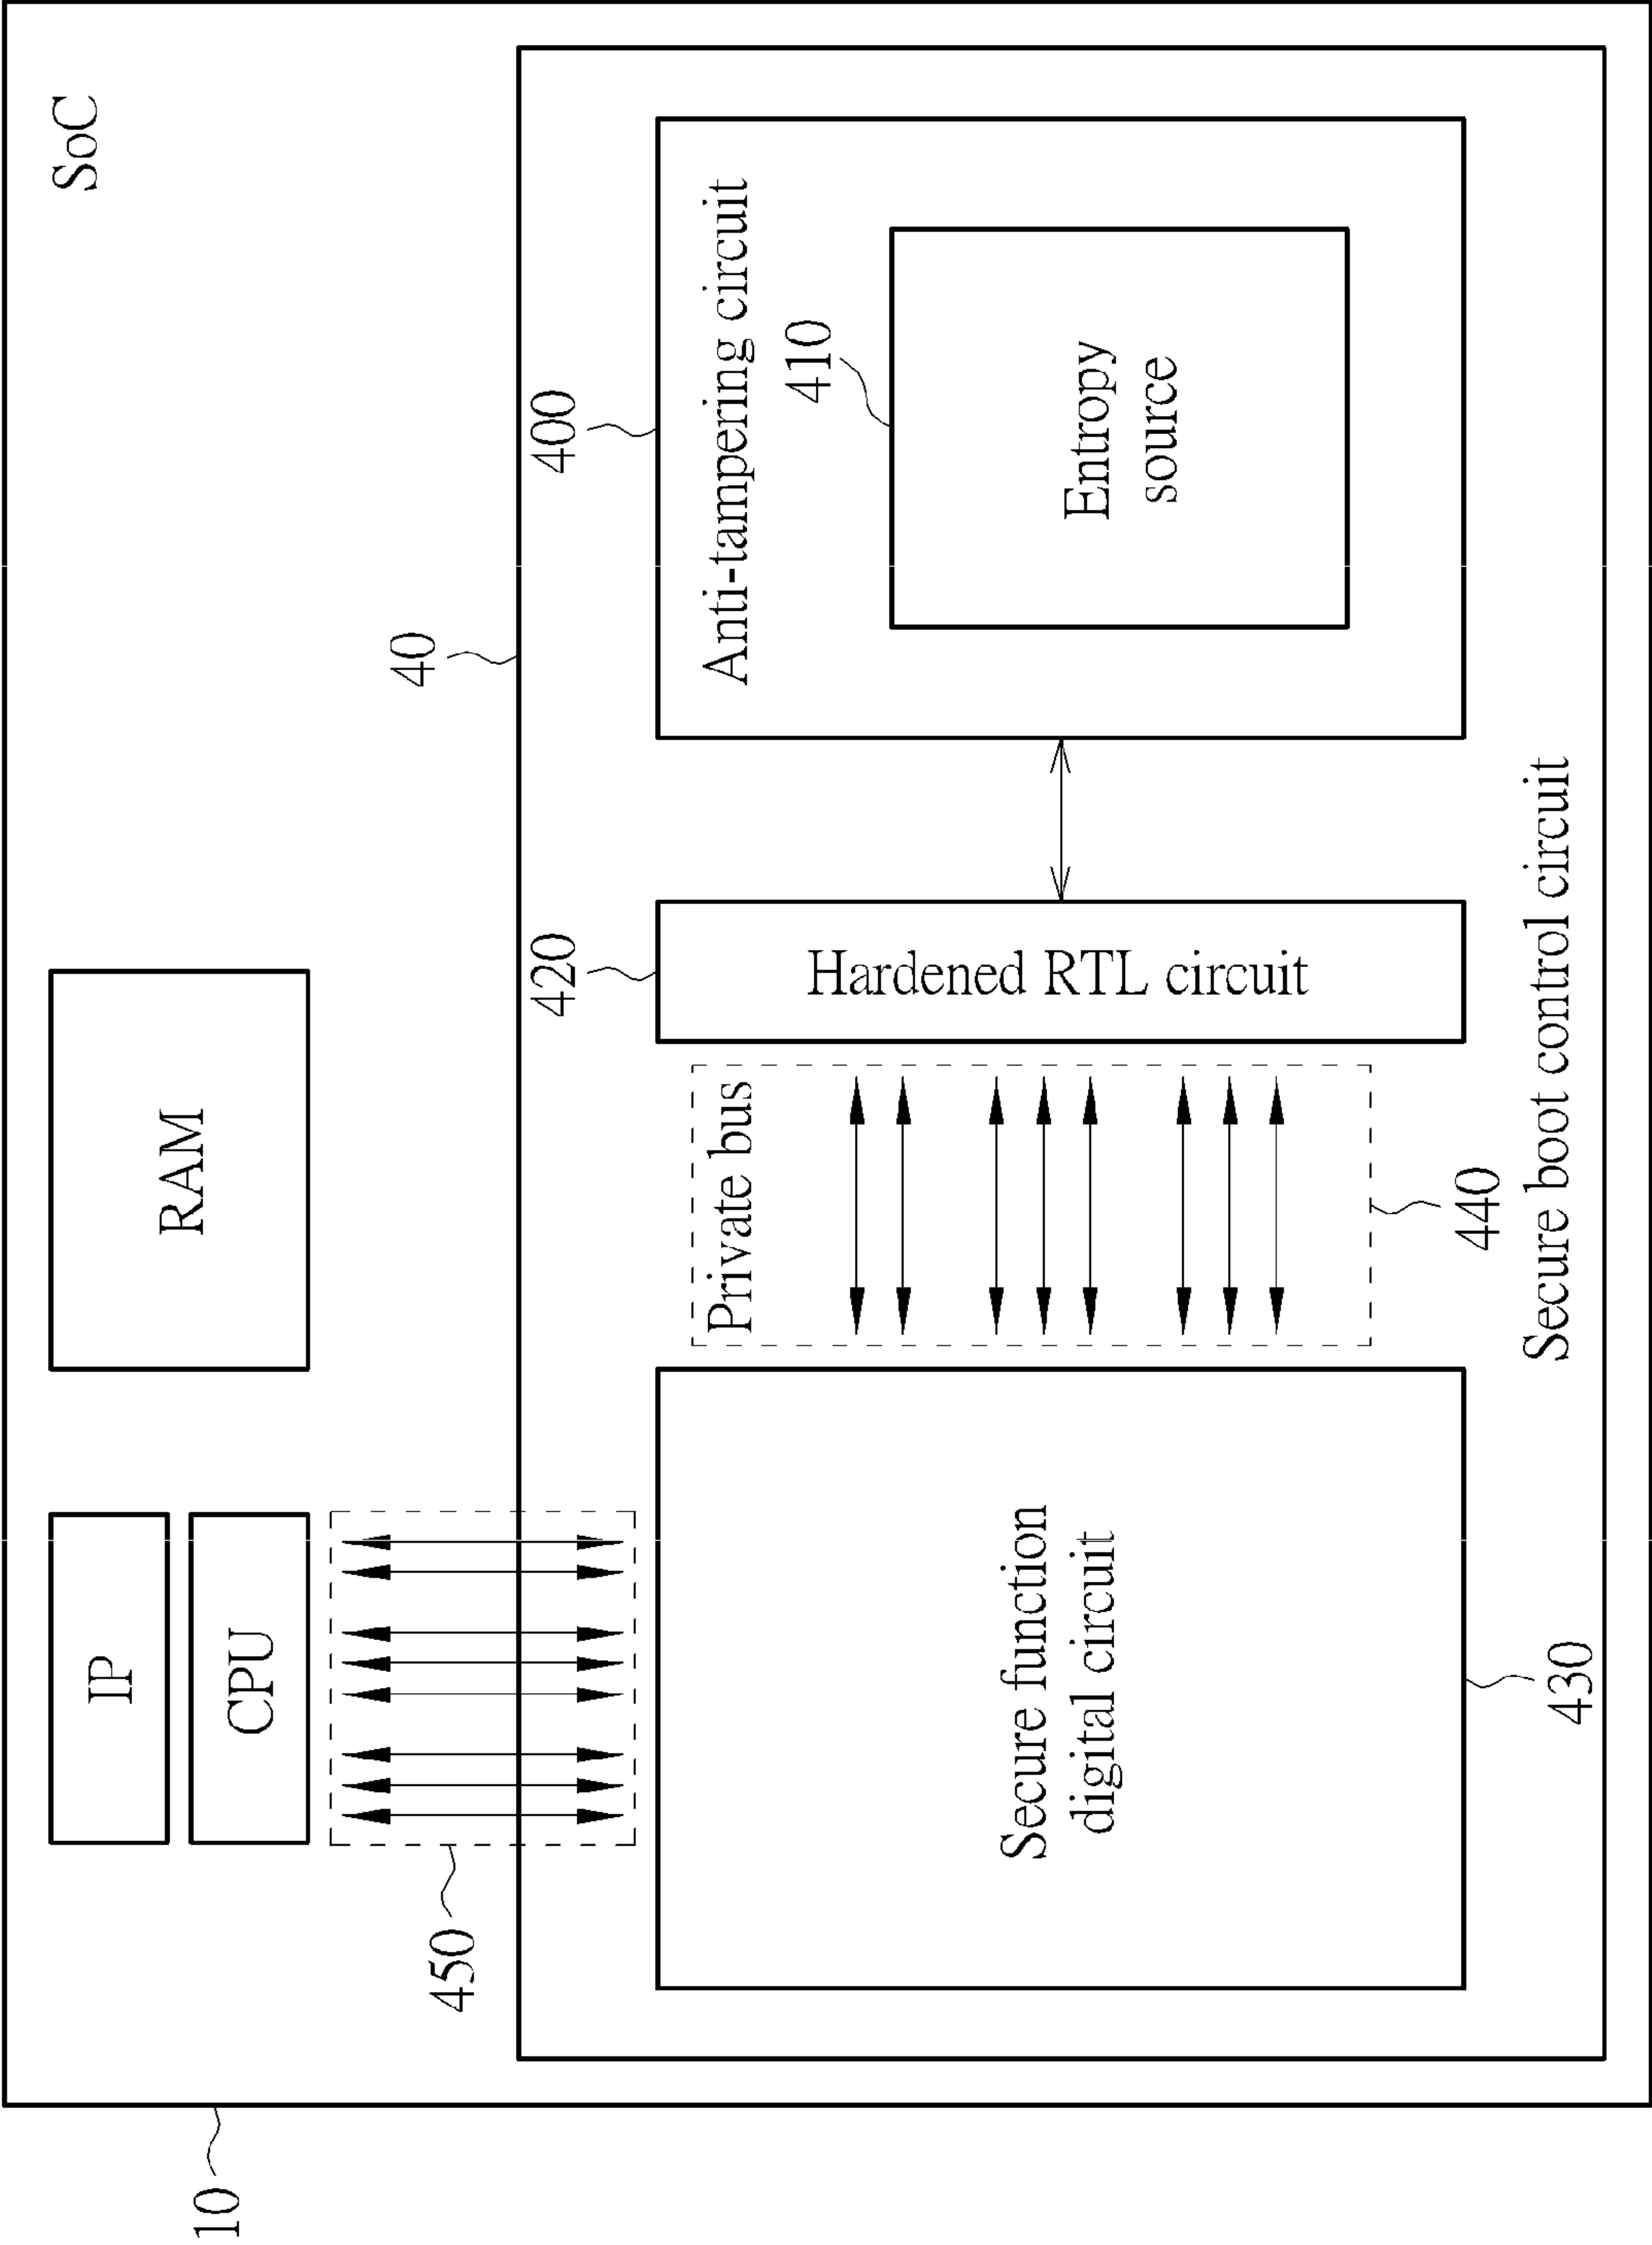 SoC
10
IP
CPU
RAM
450
40
430
Secure function
digital circuit
Private bus
440
420
Hardened RTL circuit
400
Anti-tampering circuit
410
Entropy
source
Secure boot control circuit